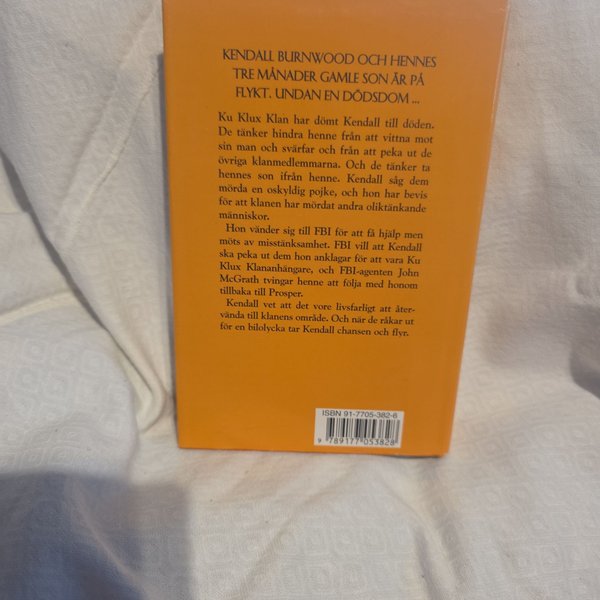 KENDALL BURNWOOD OCH HENNES
TRE MÅNADER GAMLE SON ÄR PÅ
FLYKT. UNDAN EN DÖDSDOM ...
Ku Klux Klan har dömt Kendall till döden.
De tänker hindra henne från att vittna mot
sin man och svärfar och från att peka ut de
övriga klanmedlemmarna. Och de tänker ta
hennes son ifrån henne. Kendall såg dem
mörda en oskyldig pojke, och hon har bevis
för att klanen har mördat andra oliktänkande
människor.
Hon vänder sig till FBI för att få hjälp men
möts av misstänksamhet. FBI vill att Kendall
ska peka ut dem hon anklagar för att vara Ku
Klux Klananhängare, och FBI-agenten John
McGrath tvingar henne att följa med honom
tillbaka till Prosper.
Kendall vet att det vore livsfarligt att åter-
vända till klanens område. Och när de råkar ut
för en bilolycka tar Kendall chansen och flyr.
ISBN 91-7705-382-6
9 789177 053828